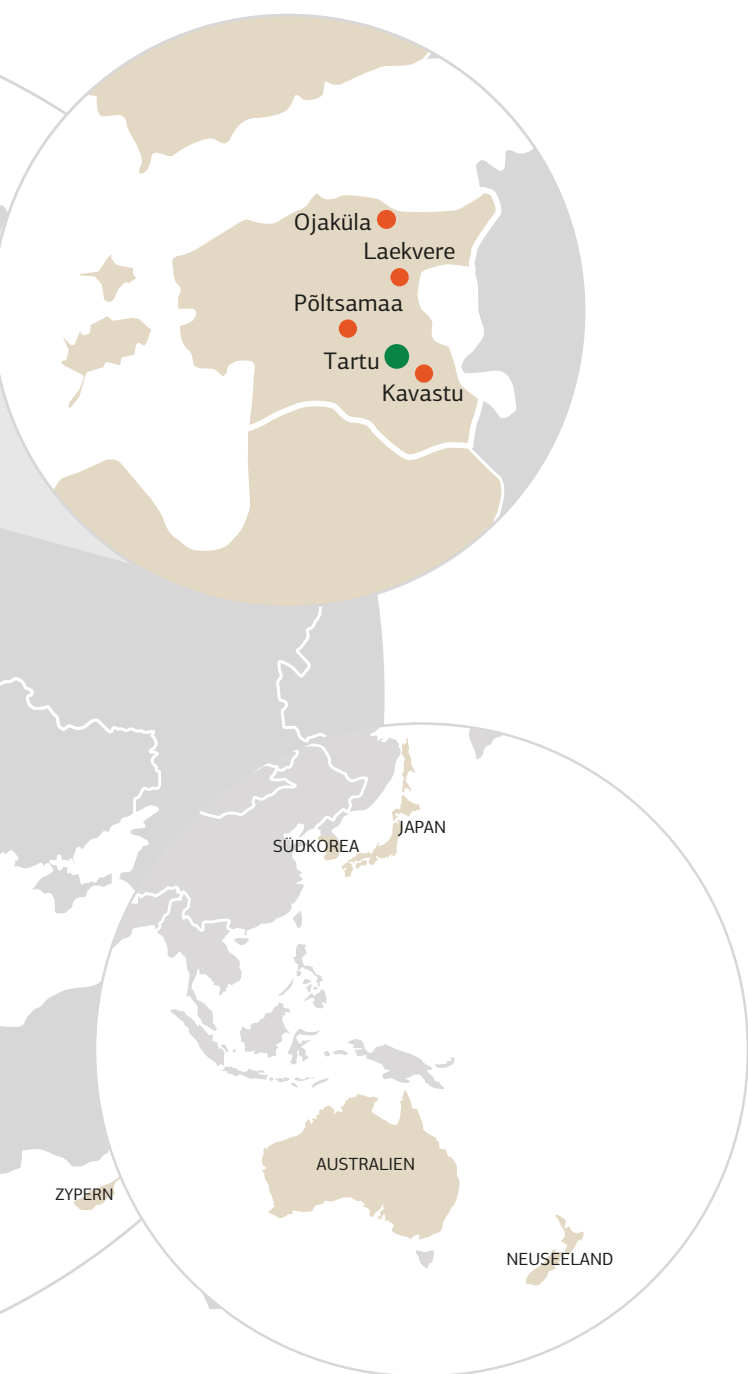 Ojaküla
Laekvere
Põltsamaa
Tartu
Kavastu
JAPAN
SÜDKOREA
AUSTRALIEN
ZYPERN
NEUSEELAND